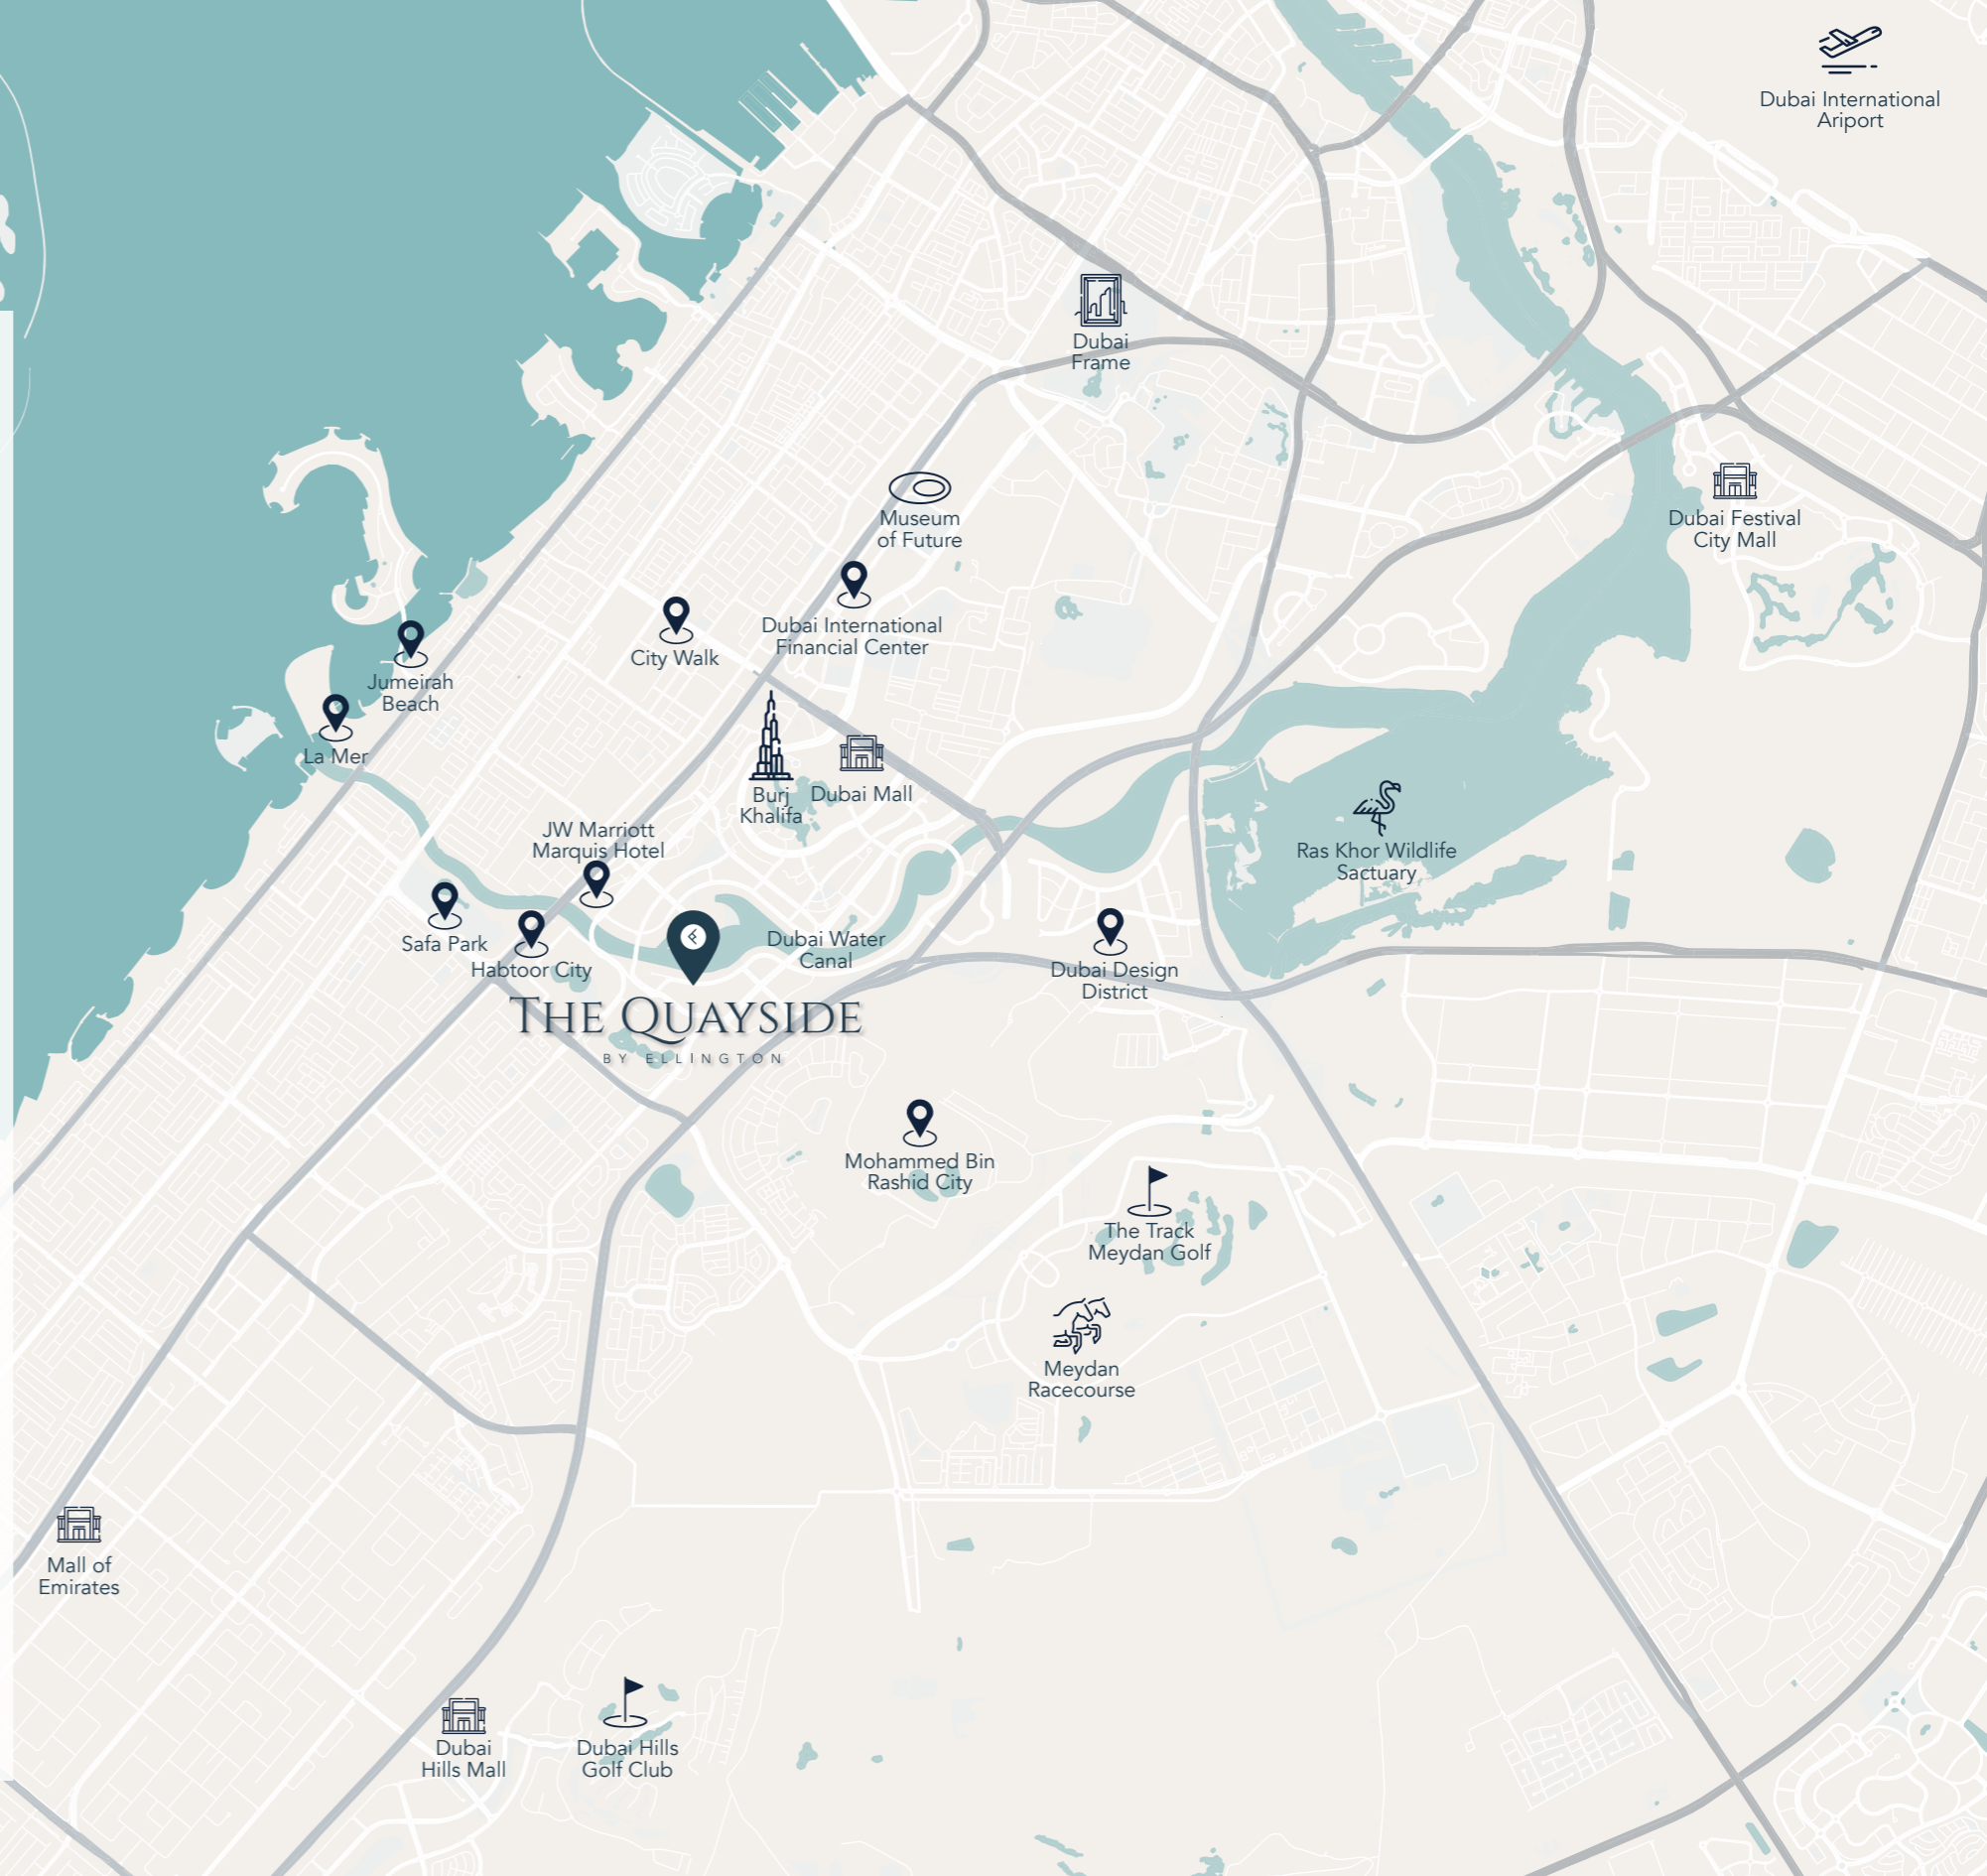 Dubai International
Ariport
Dubai
Frame
Museum
of Future
Dubai Festival
City Mall
Dubai International
Financial Center
City Walk
Jumeirah
Beach
La Mer
Burj
Khalifa
Dubai Mall
JW Marriott
Marquis Hotel
Ras Khor Wildlife
Sactuary
Safa Park
Habtoor City
Dubai Water
Canal
Dubai Design
District
THE QUAYSIDE
BY ELLINGTON
Mohammed Bin
Rashid City
The Track
Meydan Golf
Meydan
Racecourse
Mall of
Emirates
Dubai
Hills Mall
Dubai Hills
Golf Club